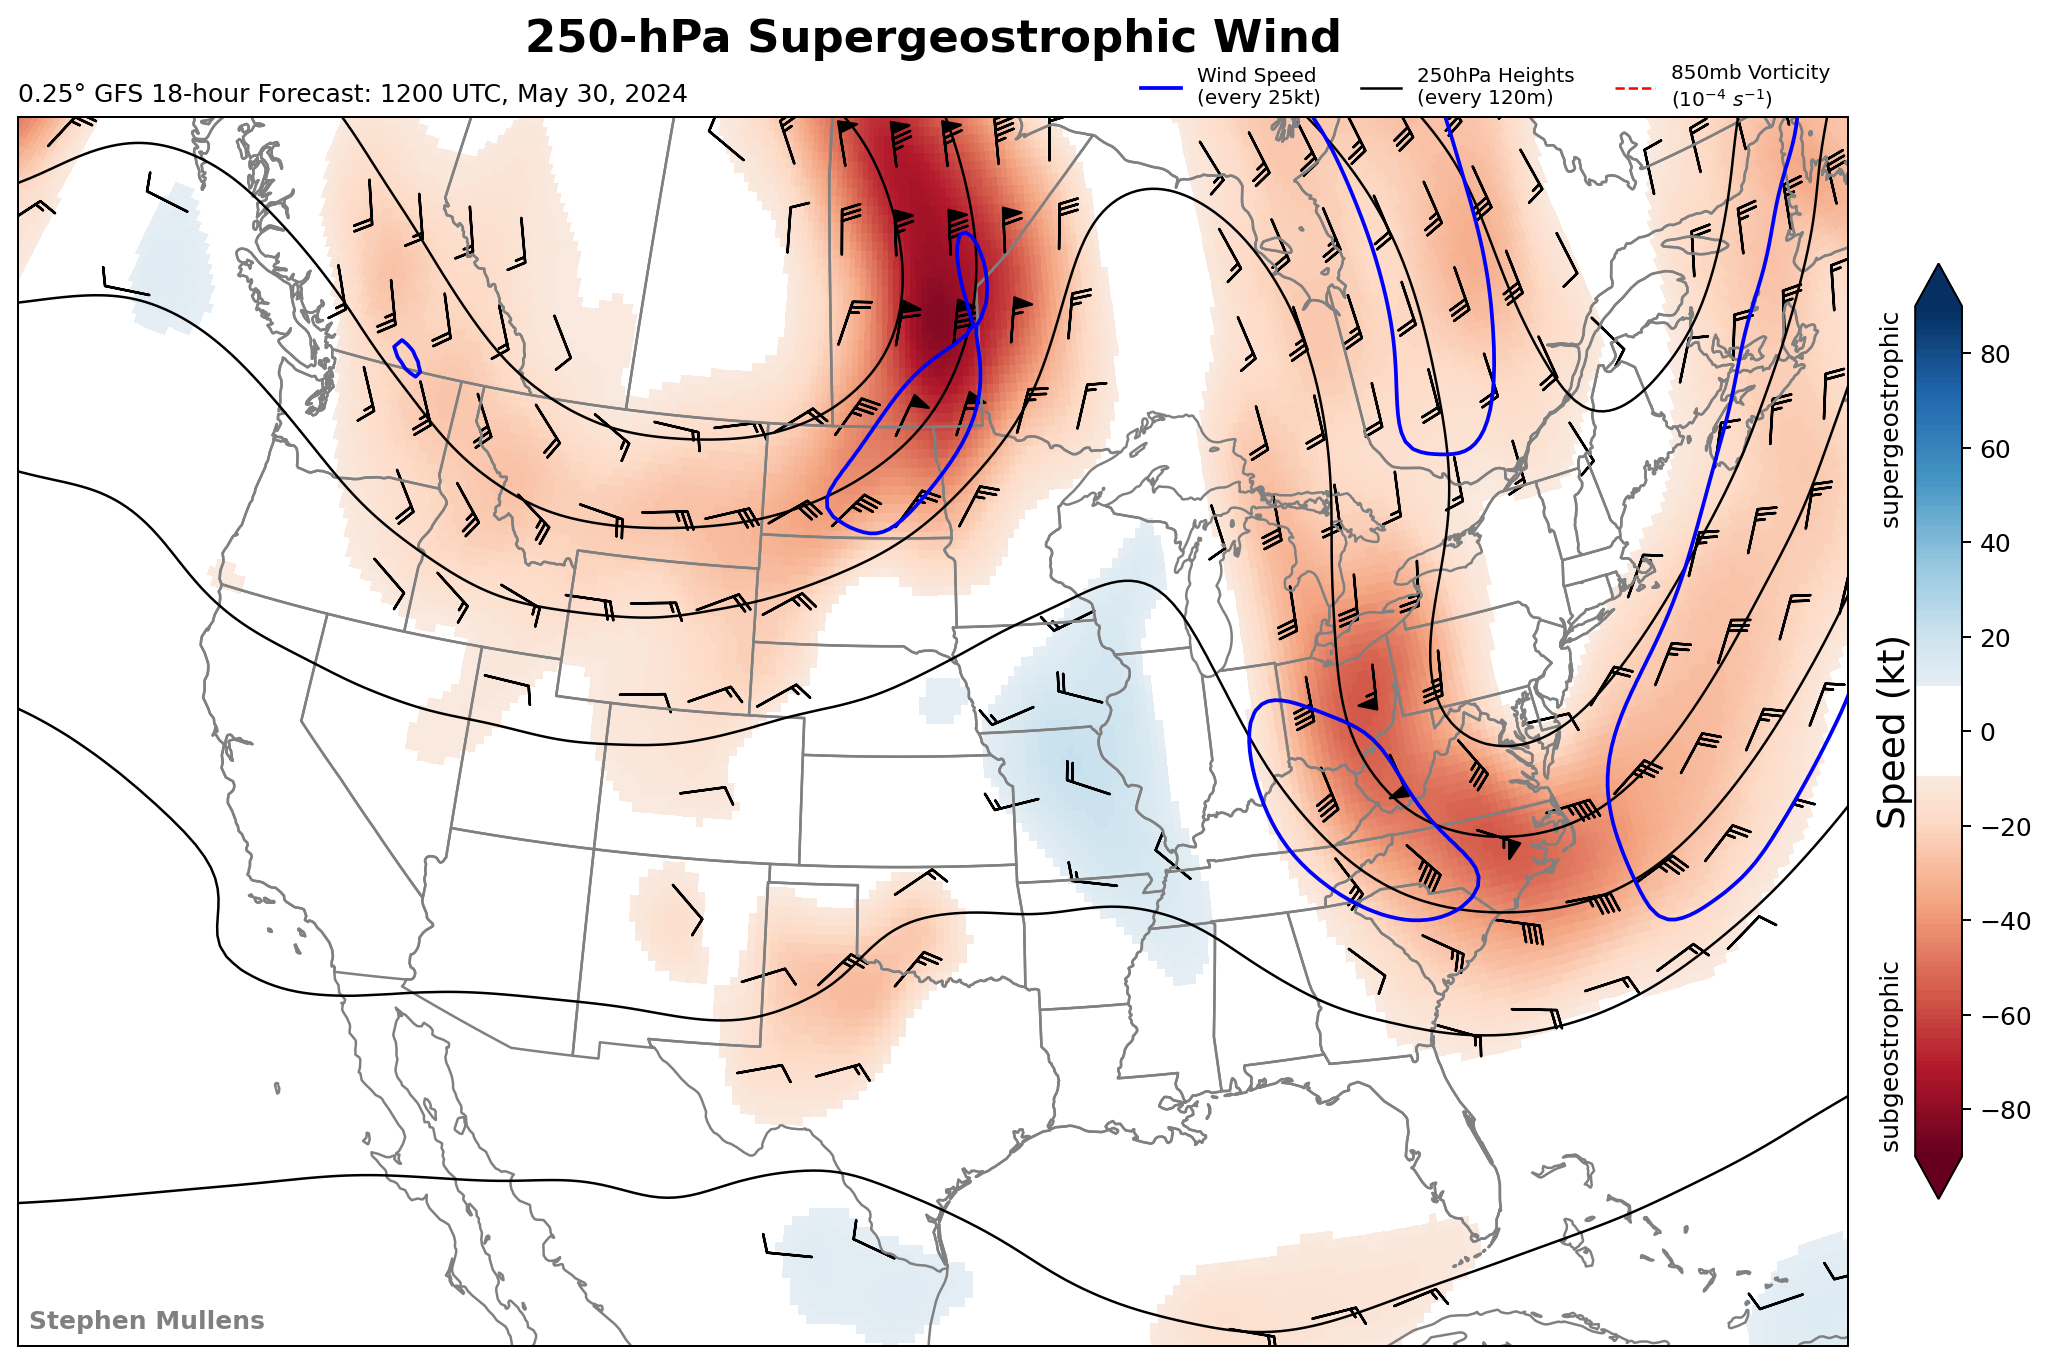 250-hPa Supergeostrophic Wind
0.25° GFS 18-hour Forecast: 1200 UTC, May 30, 2024
Wind Speed
(every 25kt)
250hPa Heights
(every 120m)
850mb Vorticity
(10⁻⁴ s⁻¹)
supergeostrophic
Speed (kt)
subgeostrophic
80
60
40
20
0
−20
−40
−60
−80
Stephen Mullens